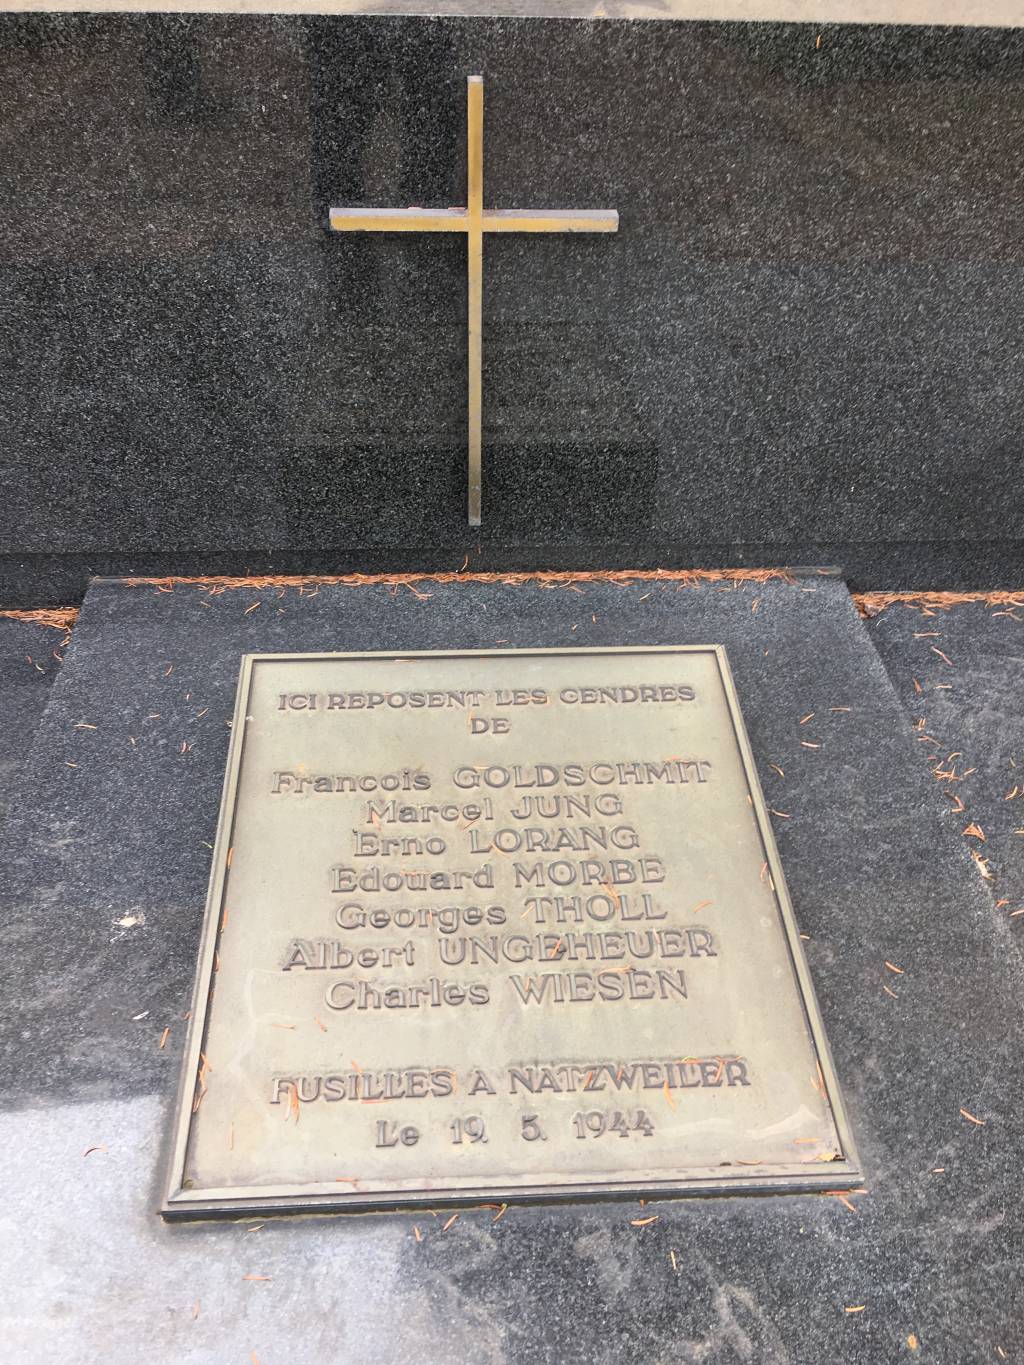 ICI REPOSENT LES CENDRES
DE
Francois GOLDSCHMIT
Marcel JUNG
Erno LORANG
Edouard MORBE
Georges THOLL
Albert UNGEHEUER
Charles WIESEN
FUSILLES A NATZWEILER
Le 19. 5. 1944